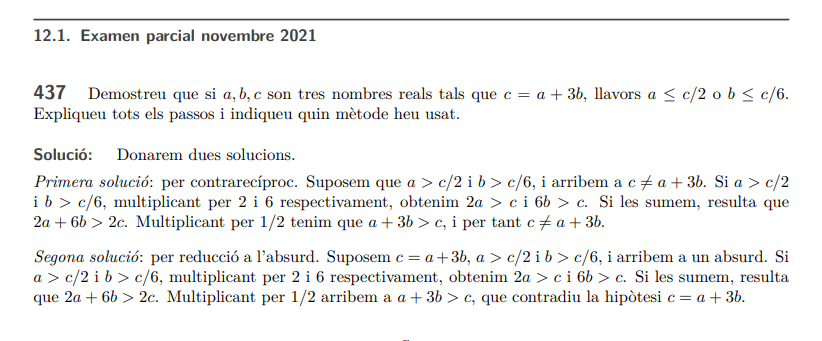 12.1. Examen parcial novembre 2021
437 Demostreu que si a, b, c son tres nombres reals tals que c = a + 3b, llavors a ≤ c/2 o b ≤ c/6.
Expliqueu tots els passos i indiqueu quin mètode heu usat.
Solució: Donarem dues solucions.
Primera solució: per contrarecíproc. Suposem que a > c/2 i b > c/6, i arribem a c ≠ a + 3b. Si a > c/2
i b > c/6, multiplicant per 2 i 6 respectivament, obtenim 2a > c i 6b > c. Si les sumem, resulta que
2a + 6b > 2c. Multiplicant per 1/2 tenim que a + 3b > c, i per tant c ≠ a + 3b.
Segona solució: per reducció a l'absurd. Suposem c = a + 3b, a > c/2 i b > c/6, i arribem a un absurd. Si
a > c/2 i b > c/6, multiplicant per 2 i 6 respectivament, obtenim 2a > c i 6b > c. Si les sumem, resulta
que 2a + 6b > 2c. Multiplicant per 1/2 arribem a a + 3b > c, que contradiu la hipòtesi c = a + 3b.